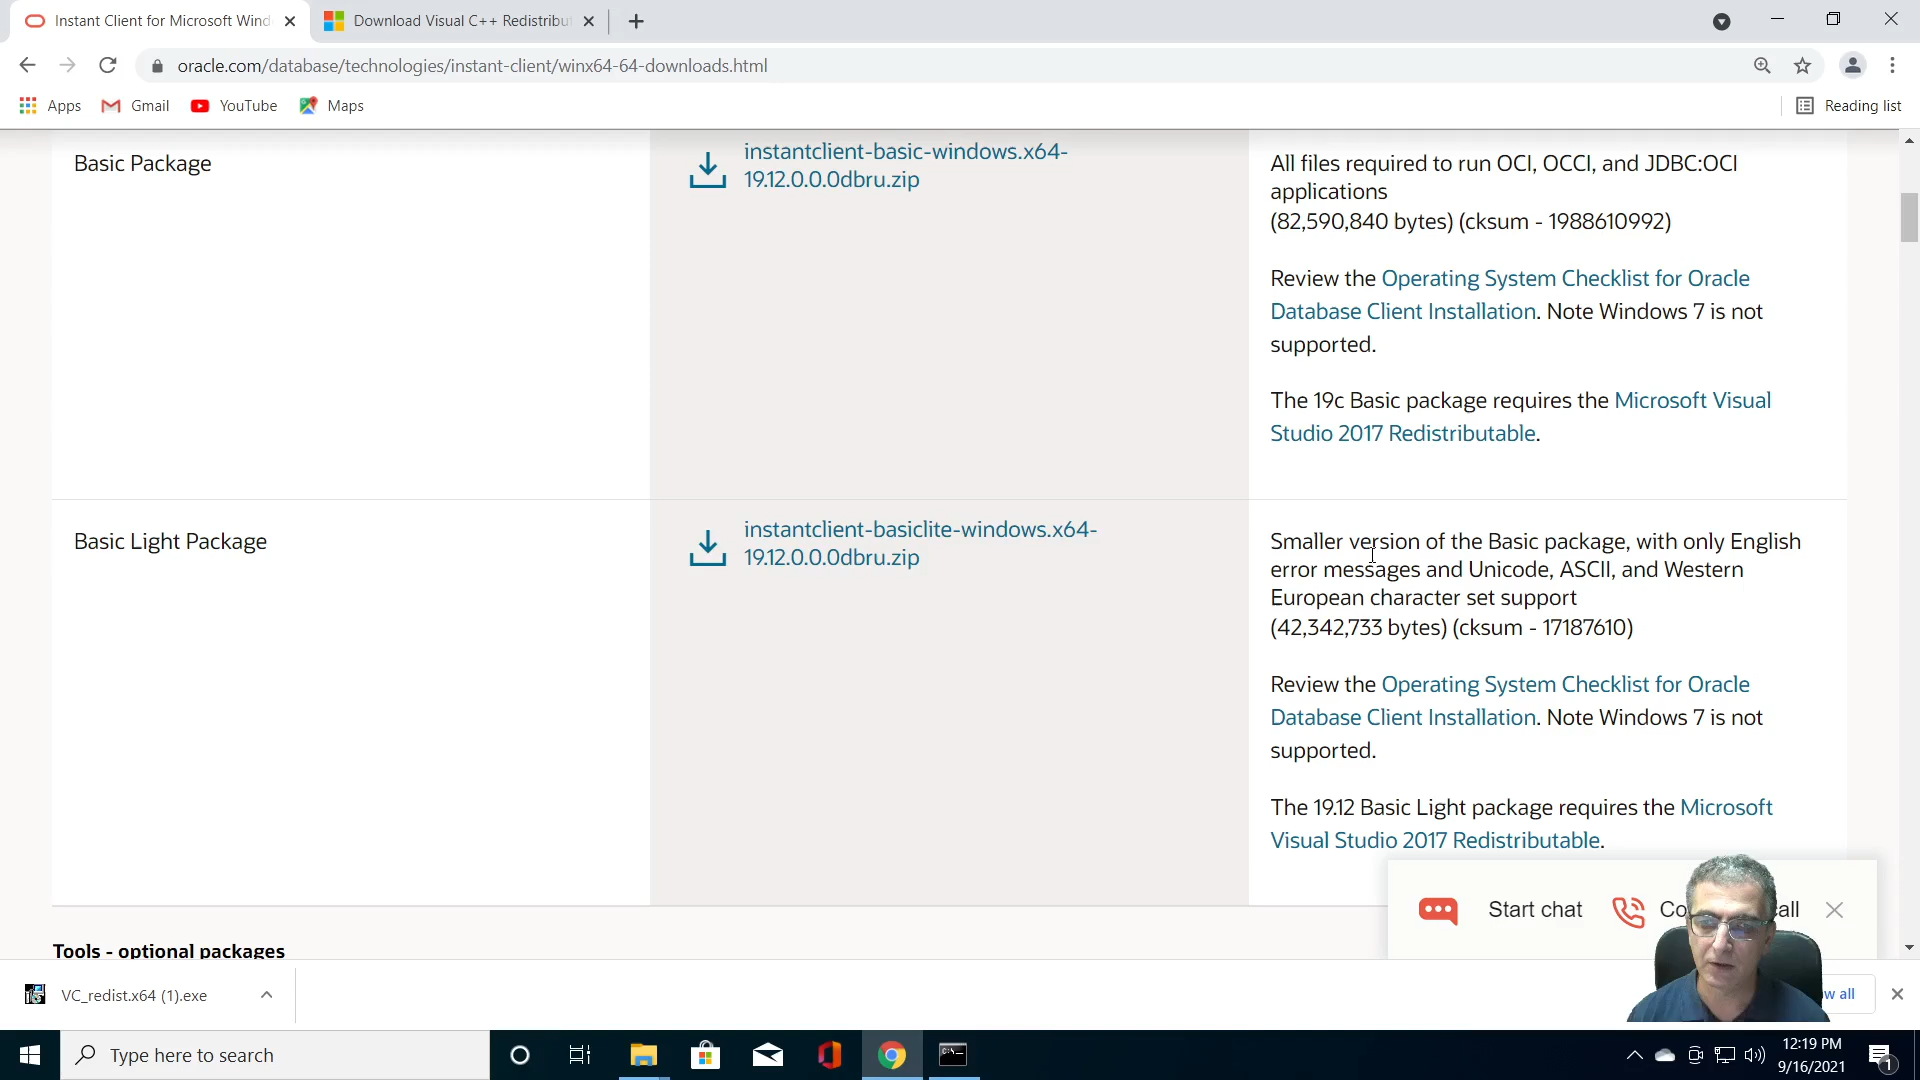 Instant Client for Microsoft Wind
Download Visual C++ Redistribut
oracle.com/database/technologies/instant-client/winx64-64-downloads.html
Apps
Gmail
YouTube
Maps
Reading list
Basic Package
instantclient-basic-windows.x64-
19.12.0.0.0dbru.zip
All files required to run OCI, OCCI, and JDBC:OCI
applications
(82,590,840 bytes) (cksum - 1988610992)
Review the Operating System Checklist for Oracle
Database Client Installation. Note Windows 7 is not
supported.
The 19c Basic package requires the Microsoft Visual
Studio 2017 Redistributable.
Basic Light Package
instantclient-basiclite-windows.x64-
19.12.0.0.0dbru.zip
Smaller version of the Basic package, with only English
error messages and Unicode, ASCII, and Western
European character set support
(42,342,733 bytes) (cksum - 17187610)
Review the Operating System Checklist for Oracle
Database Client Installation. Note Windows 7 is not
supported.
The 19.12 Basic Light package requires the Microsoft
Visual Studio 2017 Redistributable.
Start chat
Tools - optional packages
VC_redist.x64 (1).exe
all
Type here to search
12:19 PM
9/16/2021
1